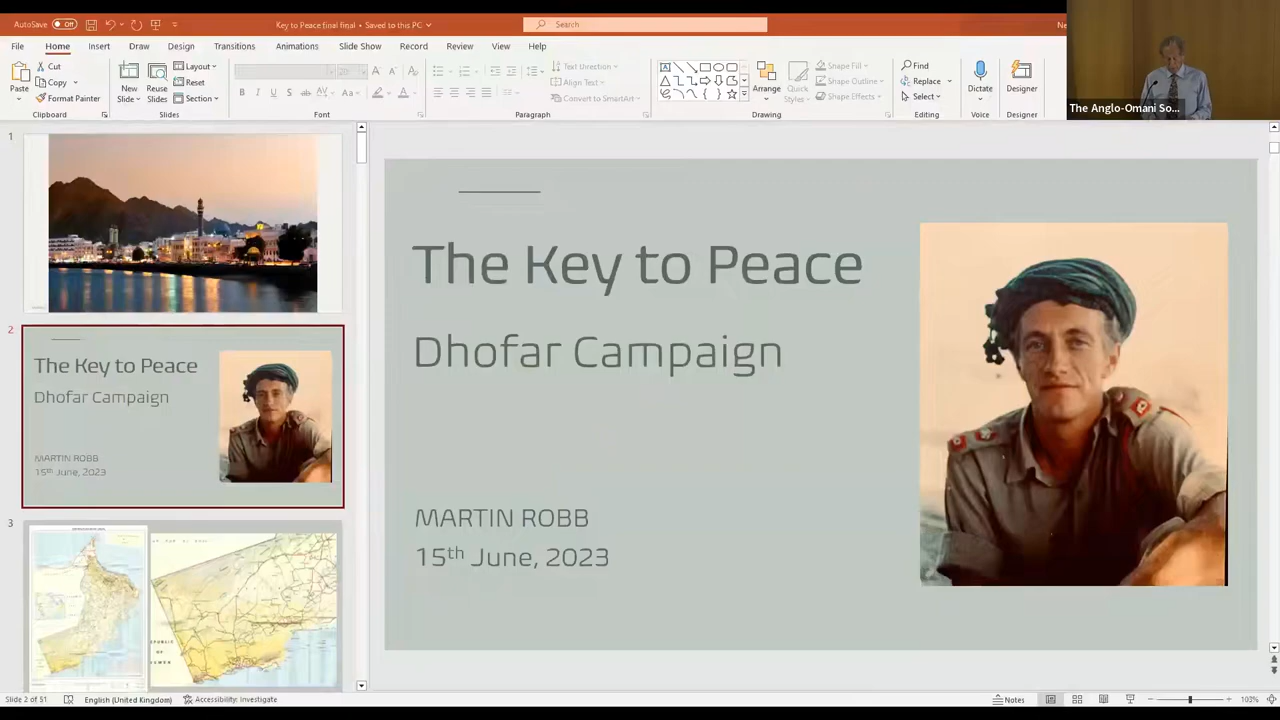 AutoSave Off
Key to Peace final final • Saved to this PC
Search
File Home Insert Draw Design Transitions Animations Slide Show Record Review View Help
Paste
Cut
Copy
Format Painter
New Slide
Reuse Slides
Layout
Reset
Section
B I U S
Text Direction
Align Text
Convert to SmartArt
Arrange
Quick Styles
Shape Fill
Shape Outline
Shape Effects
Find
Replace
Select
Dictate
Designer
Clipboard Slides Font Paragraph Drawing Editing Voice Designer
The Anglo-Omani So...
1
2
The Key to Peace
Dhofar Campaign
MARTIN ROBB
15th June, 2023
3
The Key to Peace
Dhofar Campaign
MARTIN ROBB
15th June, 2023
Slide 2 of 51
English (United Kingdom)
Accessibility: Investigate
Notes
103%